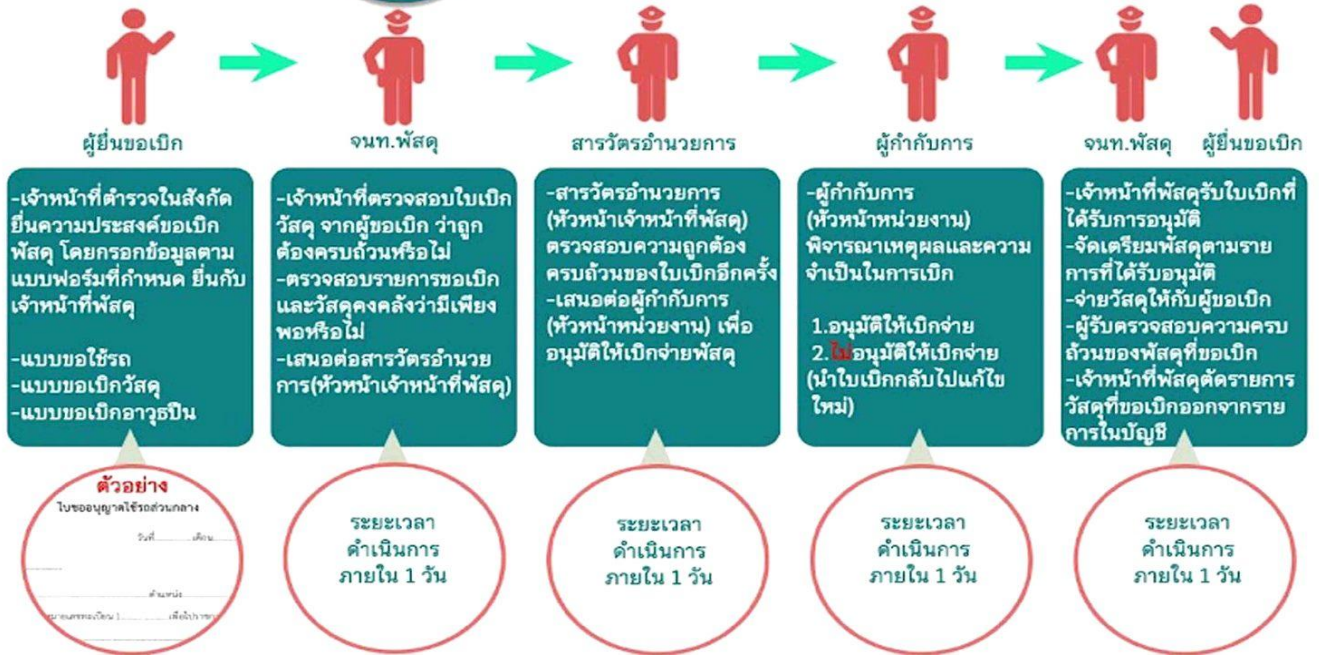 ผู้ยื่นขอเบิก
จนท.พัสดุ
สารวัตรอำนวยการ
ผู้กำกับการ
จนท.พัสดุ ผู้ยื่นขอเบิก
-เจ้าหน้าที่ตำรวจในสังกัด
ยื่นความประสงค์ขอเบิก
พัสดุ โดยกรอกข้อมูลตาม
แบบฟอร์มที่กำหนด ยื่นกับ
เจ้าหน้าที่พัสดุ
-แบบขอใช้รถ
-แบบขอเบิกวัสดุ
-แบบขอเบิกอาวุธปืน
-เจ้าหน้าที่ตรวจสอบใบเบิก
วัสดุ จากผู้ขอเบิก ว่าถูก
ต้องครบถ้วนหรือไม่
-ตรวจสอบรายการขอเบิก
และวัสดุคงคลังว่ามีเพียง
พอหรือไม่
-เสนอต่อสารวัตรอำนวย
การ(หัวหน้าเจ้าหน้าที่พัสดุ)
-สารวัตรอำนวยการ
(หัวหน้าเจ้าหน้าที่พัสดุ)
ตรวจสอบความถูกต้อง
ครบถ้วนของใบเบิกอีกครั้ง
-เสนอต่อผู้กำกับการ
(หัวหน้าหน่วยงาน) เพื่อ
อนุมัติให้เบิกจ่ายพัสดุ
-ผู้กำกับการ
(หัวหน้าหน่วยงาน)
พิจารณาเหตุผลและความ
จำเป็นในการเบิก
1.อนุมัติให้เบิกจ่าย
2.ไม่อนุมัติให้เบิกจ่าย
(นำใบเบิกกลับไปแก้ไข
ใหม่)
-เจ้าหน้าที่พัสดุรับใบเบิกที่
ได้รับการอนุมัติ
-จัดเตรียมพัสดุตามราย
การที่ได้รับอนุมัติ
-จ่ายวัสดุให้กับผู้ขอเบิก
-ผู้รับตรวจสอบความครบ
ถ้วนของพัสดุที่ขอเบิก
-เจ้าหน้าที่พัสดุตัดรายการ
วัสดุที่ขอเบิกออกจากราย
การในบัญชี
ตัวอย่าง
ใบขออนุญาตใช้รถส่วนกลาง
วันที่ เดือน
ตำแหน่ง
ระยะเวลา
ดำเนินการ
ภายใน 1 วัน
ระยะเวลา
ดำเนินการ
ภายใน 1 วัน
ระยะเวลา
ดำเนินการ
ภายใน 1 วัน
ระยะเวลา
ดำเนินการ
ภายใน 1 วัน